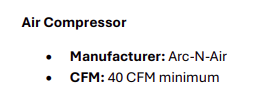 Air Compressor
• Manufacturer: Arc-N-Air
• CFM: 40 CFM minimum